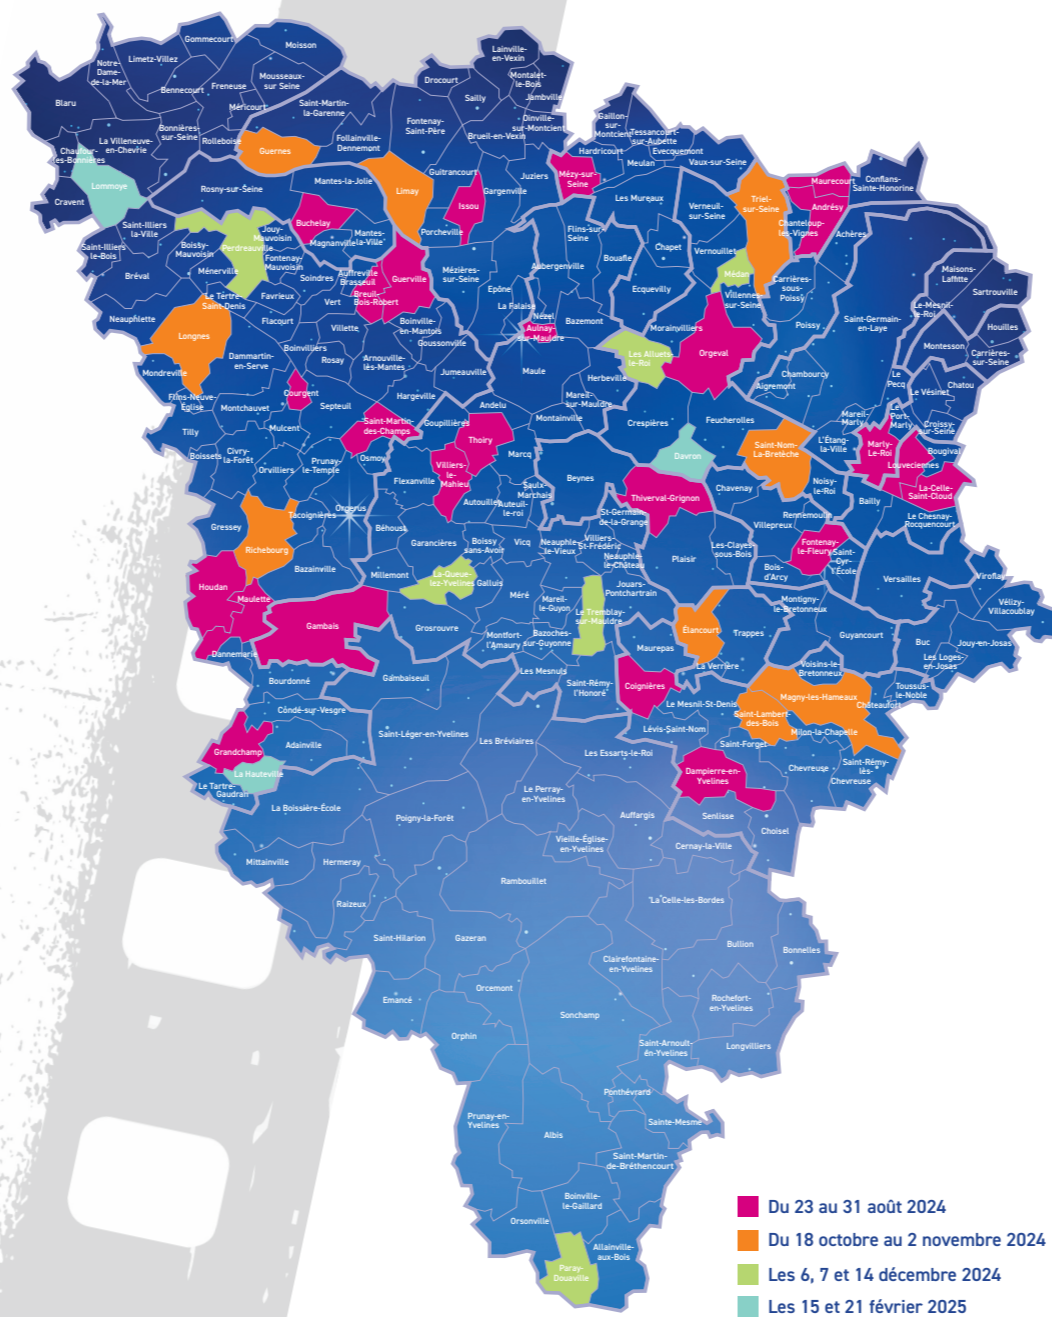 Gommecourt
Moisson
Notre-
Dame-
de-la-Mer
Limetz-Villez
Bennecourt
Freneuse
Mousseaux-
sur Seine
Méricourt
Blaru
La Villeneuve-
en-Chevrie
Bonnières-
sur-Seine
Rolleboise
Saint-Martin-
la-Garenne
Guernes
Follainville-
Dennemont
Fontenay-
Saint-Père
Drocourt
Sailly
Lainville-
en-Vexin
Montalet-
le-Bois
Jambville
Brueil-en-Vexin
Gaillon-
sur-
Montcient
Tessancourt-
sur-Aubette
Hardricourt
Evecquemont
Meulan
Vaux-sur-Seine
Lommoye
Cravent
Rosny-sur-Seine
Mantes-la-Jolie
Limay
Guitrancourt
Issou
Gargenville
Porcheville
Juziers
Mézy-sur-
Seine
Les Mureaux
Verneuil-
sur-Seine
Triel-
sur-Seine
Maurecourt
Andrésy
Chanteloup-
les-Vignes
Conflans-
Sainte-Honorine
Achères
Saint-Illiers
la-Ville
Saint-Illiers
le-Bois
Boissy-
Mauvoisin
Perdreauville
Jouy-
Mauvoisin
Fontenay-
Mauvoisin
Buchelay
Magnanville
Mantes-
la-Ville
Ménerville
Bréval
Soindres
Auffreville
Brasseuil
Guerville
Breuil-
Bois-Robert
Mézières-
sur-Seine
Epône
Flins-sur-
Seine
Aubergenville
Bouafle
Chapet
Ecquevilly
Vernouillet
Médan
Villennes-
sur-Seine
Carrières-
sous-
Poissy
Poissy
Saint-Germain-
en-Laye
Maisons-
Laffitte
Sartrouville
Le-Mesnil-
le-Roi
Houilles
Montesson
Carrières-
sur-Seine
Neauphlette
Le Tertre-
Saint-Denis
Favrieux
Vert
Flacourt
Longnes
Villette
Boinville-
en-Mantois
Goussonville
La Falaise
Nézel
Aulnay-
sur-Mauldre
Bazemont
Morainvilliers
Orgeval
Les Alluets-
le-Roi
Mondreville
Dammartin-
en-Serve
Boinvilliers
Rosay
Arnouville-
lès-Mantes
Jumeauville
Maule
Herbeville
Mareil-
sur-Mauldre
Chambourcy
Aigremont
Le
Pecq
Le Vésinet
Chatou
Flins-Neuve-
Église
Montchauvet
Courgent
Septeuil
Hargeville
Goupillières
Andelu
Montainville
Crespières
Feucherolles
Mareil-
Marly
Le
Port-
Marly
Croissy-
sur-Seine
Tilly
Mulcent
Saint-Martin
des-Champs
Thoiry
Marcq
Davron
Saint-Nom-
La-Bretèche
L'Étang-
la-Ville
Marly-
Le-Roi
Louveciennes
Bougival
La-Celle-
Saint-Cloud
Boissets
Civry-
la-Forêt
Orvilliers
Prunay-
le-Temple
Osmoy
Flexanville
Villiers-
le-
Mahieu
Autouillet
Saulx-
Marchais
Auteuil-
le-roi
Beynes
Thiverval-Grignon
Chavenay
Noisy-
le-Roi
Bailly
Le Chesnay-
Rocquencourt
Gressey
Richebourg
Tacoignières
Orgerus
Béhoust
Garancières
Boissy
sans-Avoir
Vicq
Neauphle-
le-Vieux
Villiers-
St-Frédéric
St-Germain-
de-la-Grange
Neauphle-
le-Château
Plaisir
Les-Clayes-
sous-Bois
Villepreux
Rennemoulin
Fontenay-
le-Fleury
Saint-
Cyr-
l'École
Bois-
d'Arcy
Versailles
Viroflay
Vélizy-
Villacoublay
Houdan
Maulette
Bazainville
Millemont
La-Queue-
lez-Yvelines
Galluis
Méré
Mareil-
le-Guyon
Jouars-
Pontchartrain
Le Tremblay-
sur-Mauldre
Élancourt
Trappes
Montigny-
le-Bretonneux
Guyancourt
Buc
Jouy-en-Josas
Les Loges-
en-Josas
Dannemarie
Gambais
Grosrouvre
Montfort-
l'Amaury
Bazoches-
sur-Guyonne
Maurepas
La Verrière
Voisins-le-
Bretonneux
Toussus-
le-Noble
Châteaufort
Bourdonné
Gambaiseuil
Les Mesnuls
Saint-Rémy-
l'Honoré
Coignières
Le Mesnil-St-Denis
Magny-les-Hameaux
Saint-Lambert-
des-Bois
Milon-la-Chapelle
Condé-sur-Vesgre
Grandchamp
Adainville
Saint-Léger-en-Yvelines
Les Bréviaires
Les Essarts-le-Roi
Lévis-Saint-Nom
Saint-Forget
Chevreuse
Saint-Rémy-
lès-
Chevreuse
La Hauteville
Le Tartre-
Gaudran
Dampierre-en-
Yvelines
La Boissière-École
Poigny-la-Forêt
Le Perray-
en-Yvelines
Auffargis
Senlisse
Choisel
Mittainville
Hermeray
Vieille-Église-
en-Yvelines
Cernay-la-Ville
Rambouillet
Raizeux
La Celle-les-Bordes
Saint-Hilarion
Gazeran
Bullion
Bonnelles
Clairefontaine-
en-Yvelines
Emancé
Orcemont
Sonchamp
Rochefort-
en-Yvelines
Orphin
Saint-Arnoult-
en-Yvelines
Longvilliers
Prunay-en-
Yvelines
Ponthévrard
Sainte-Mesme
Albis
Saint-Martin-
de-Bréthencourt
Boinville-
le-Gaillard
Orsonville
Allainville-
aux-Bois
Paray-
Douaville
Du 23 au 31 août 2024
Du 18 octobre au 2 novembre 2024
Les 6, 7 et 14 décembre 2024
Les 15 et 21 février 2025